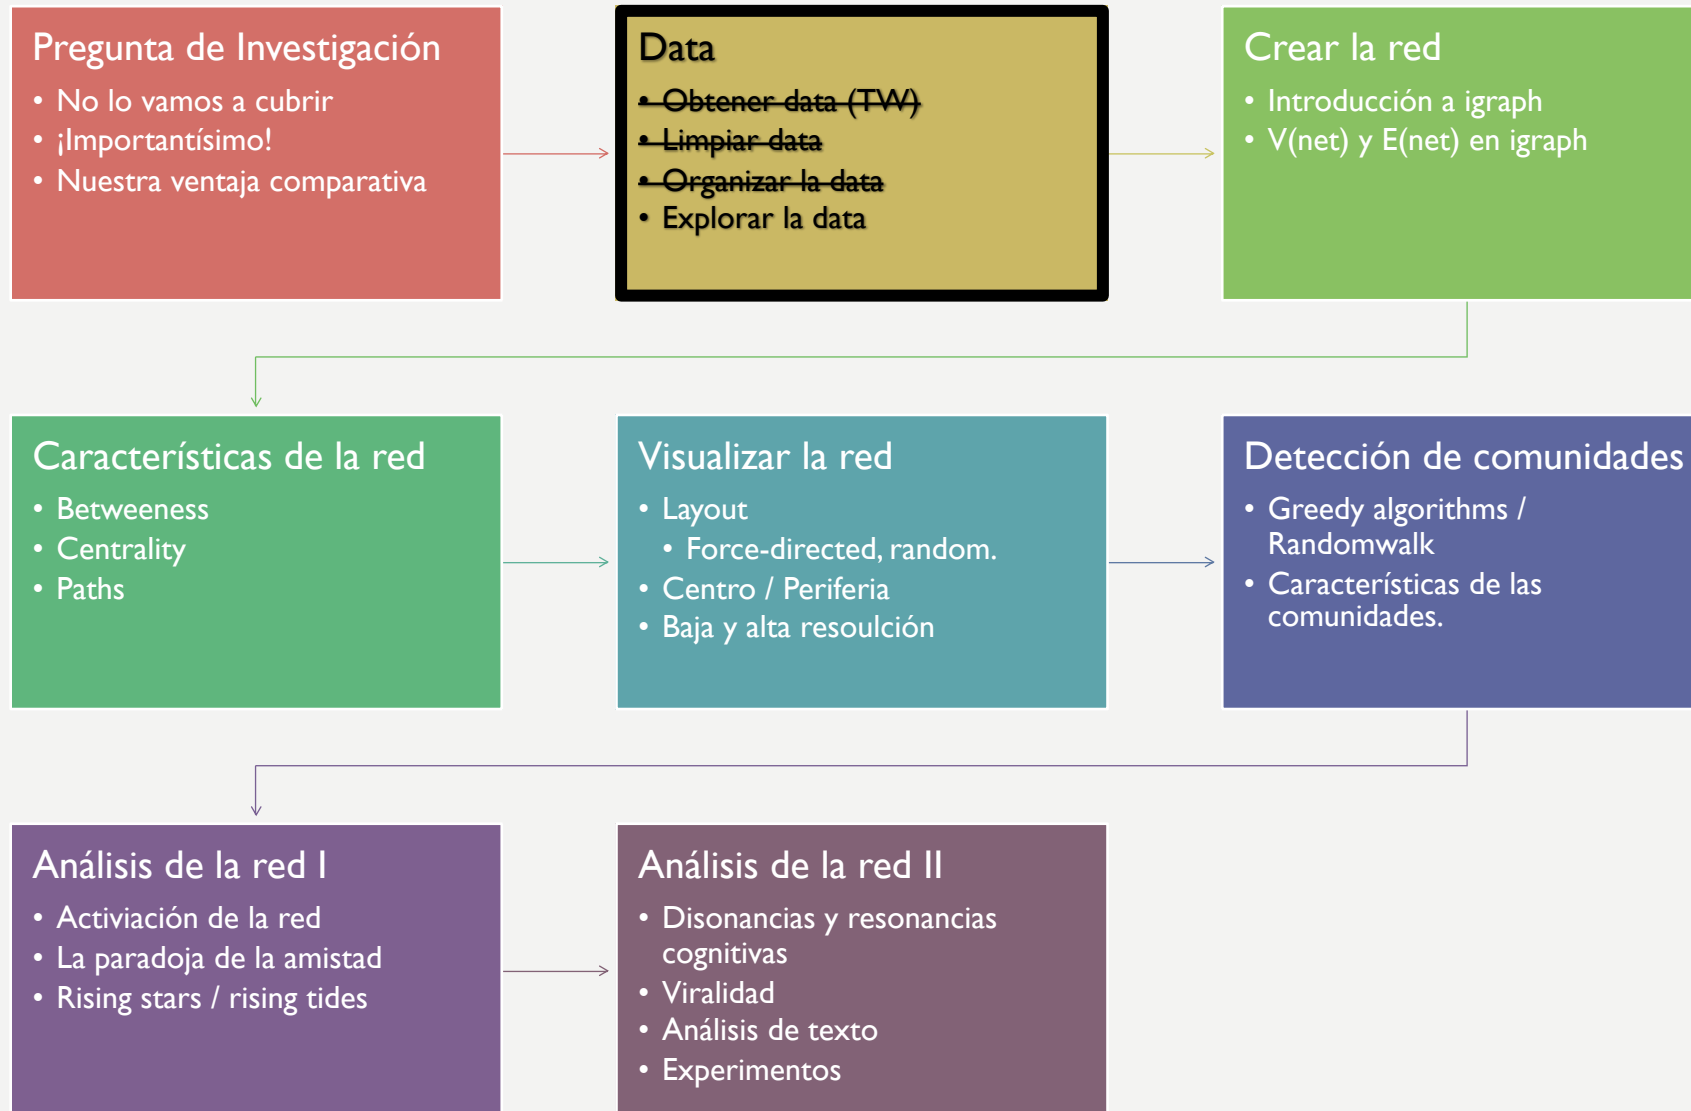 Pregunta de Investigación
• No lo vamos a cubrir
• ¡Importantísimo!
• Nuestra ventaja comparativa
Data
• Obtener data (TW)
• Limpiar data
• Organizar la data
• Explorar la data
Crear la red
• Introducción a igraph
• V(net) y E(net) en igraph
Características de la red
• Betweeness
• Centrality
• Paths
Visualizar la red
• Layout
• Force-directed, random.
• Centro / Periferia
• Baja y alta resoulción
Detección de comunidades
• Greedy algorithms /
Randomwalk
• Características de las
comunidades.
Análisis de la red I
• Activiación de la red
• La paradoja de la amistad
• Rising stars / rising tides
Análisis de la red II
• Disonancias y resonancias
cognitivas
• Viralidad
• Análisis de texto
• Experimentos